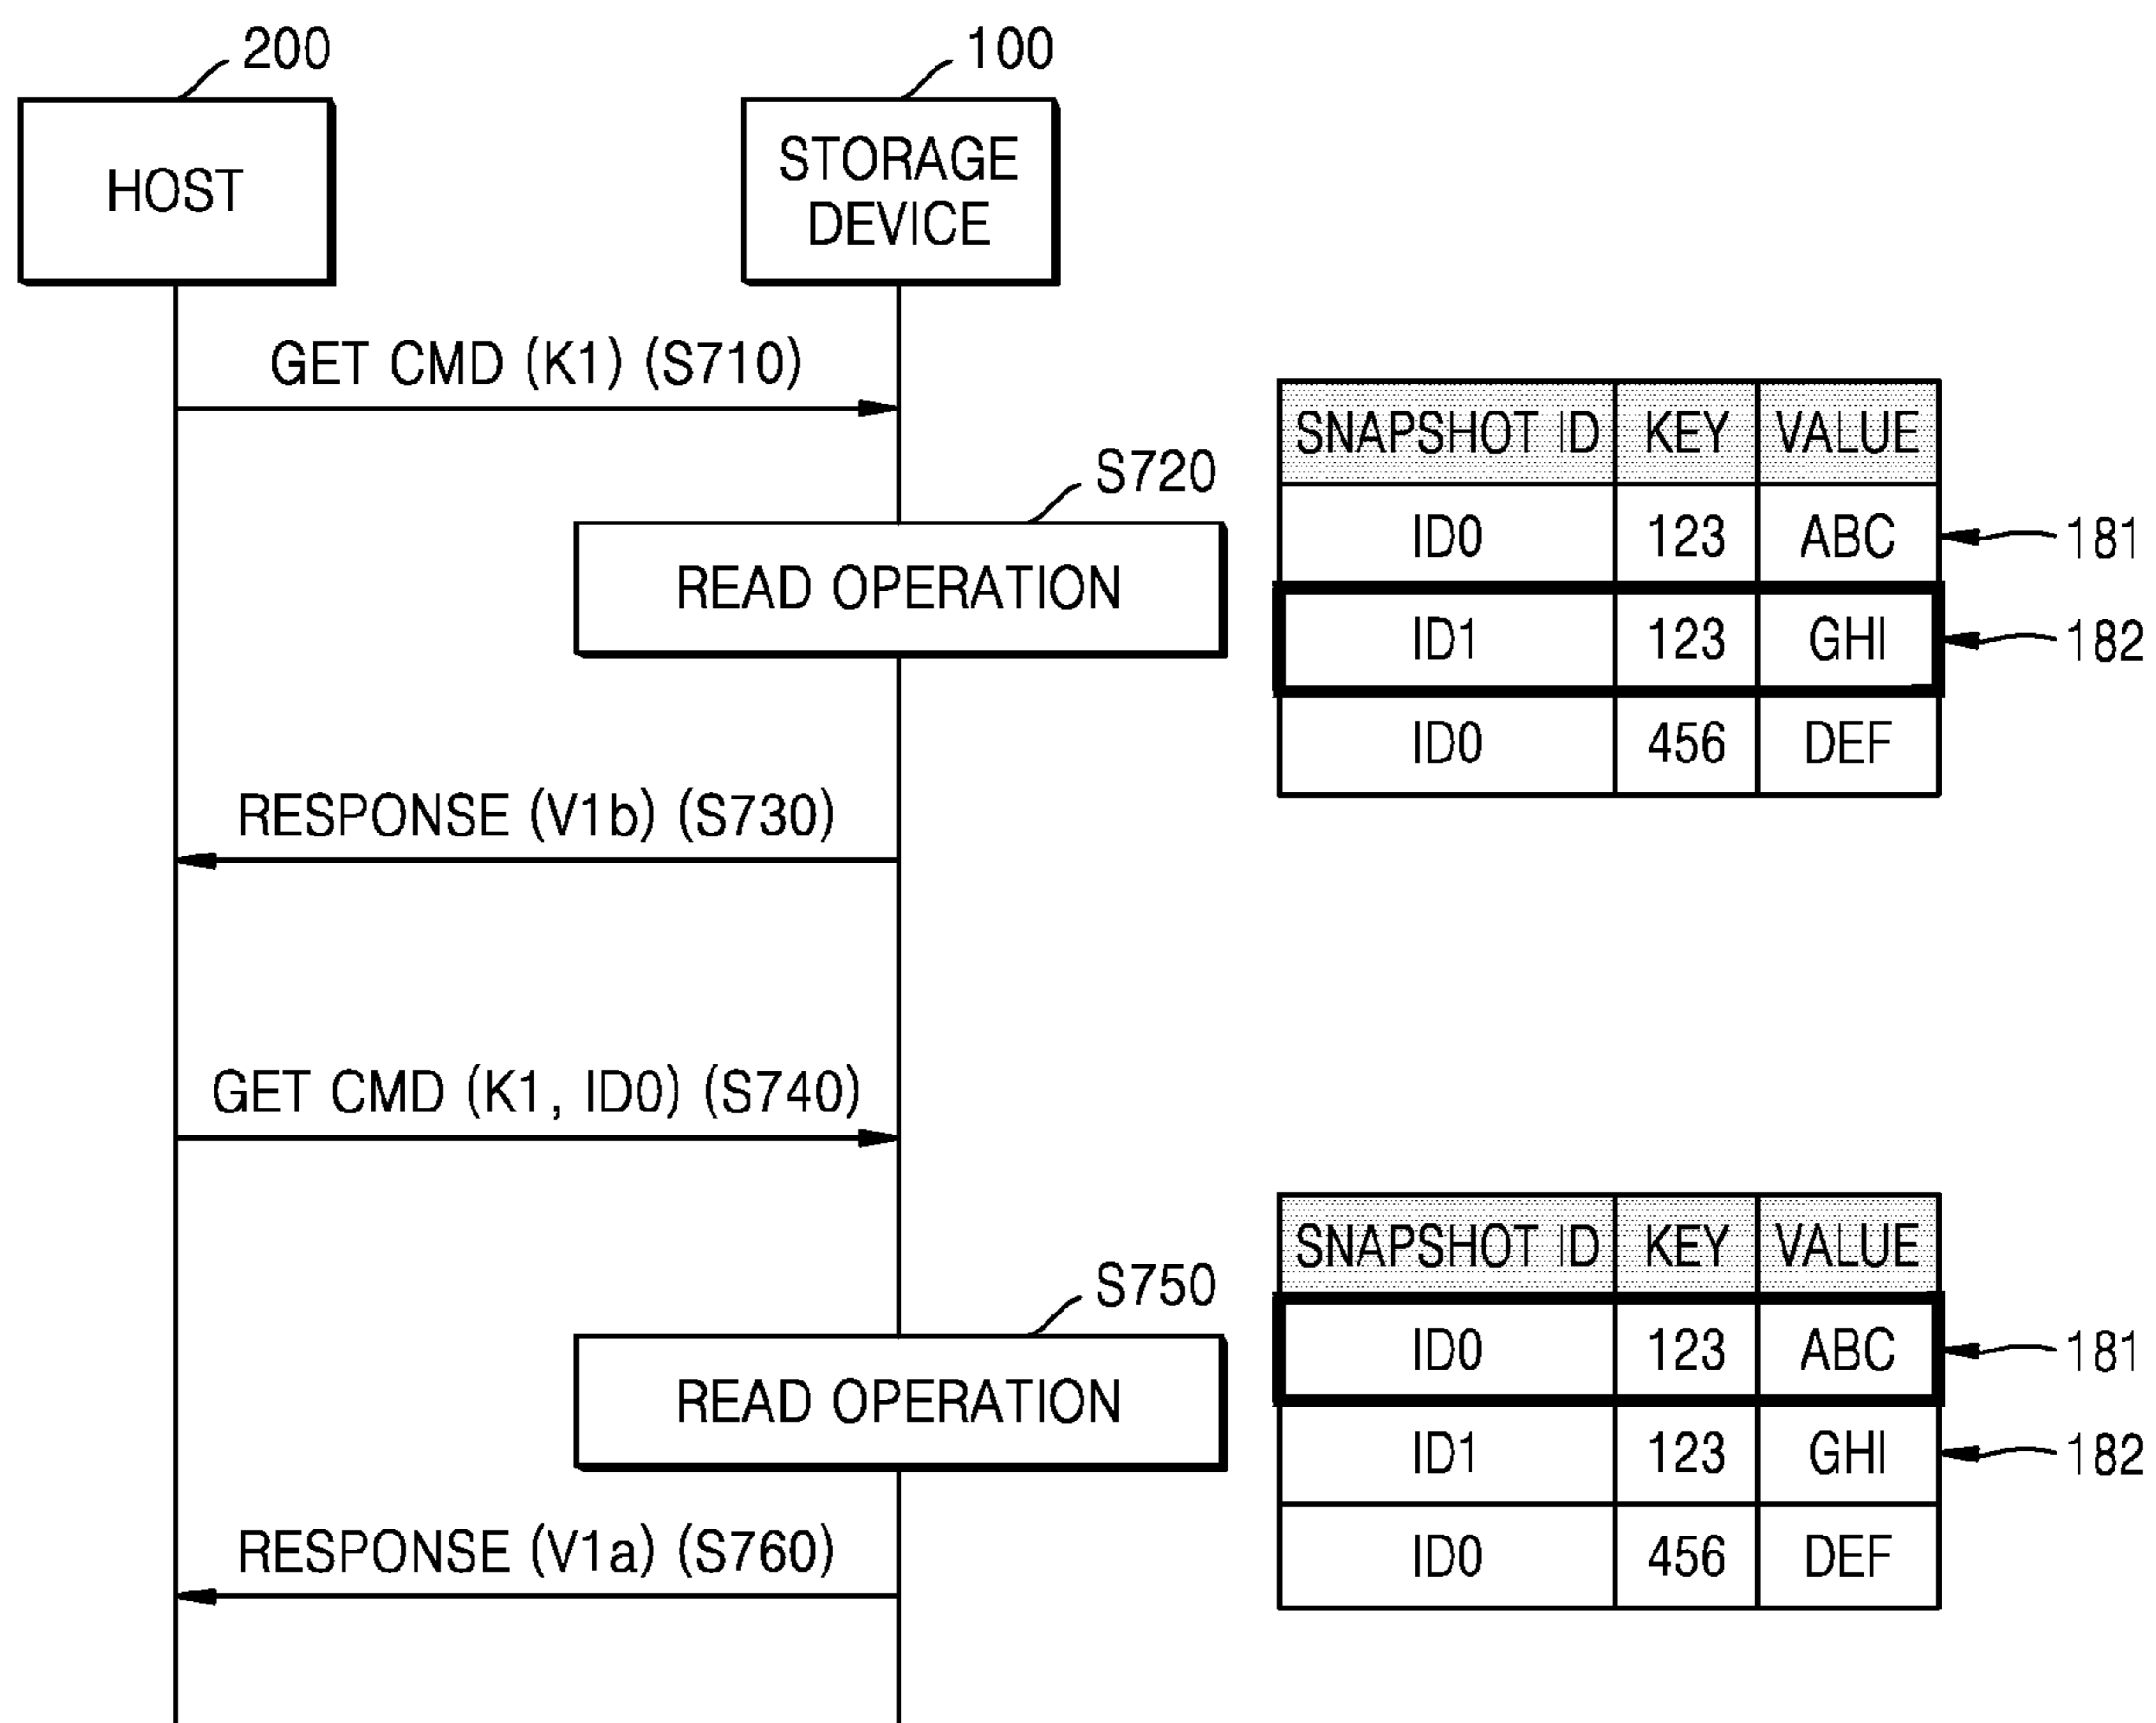 200
100
HOST
STORAGE
DEVICE
GET CMD (K1) (S710)
S720
READ OPERATION
SNAPSHOT ID KEY VALUE
ID0 123 ABC 181
ID1 123 GHI 182
ID0 456 DEF
RESPONSE (V1b) (S730)
GET CMD (K1, ID0) (S740)
S750
READ OPERATION
SNAPSHOT ID KEY VALUE
ID0 123 ABC 181
ID1 123 GHI 182
ID0 456 DEF
RESPONSE (V1a) (S760)